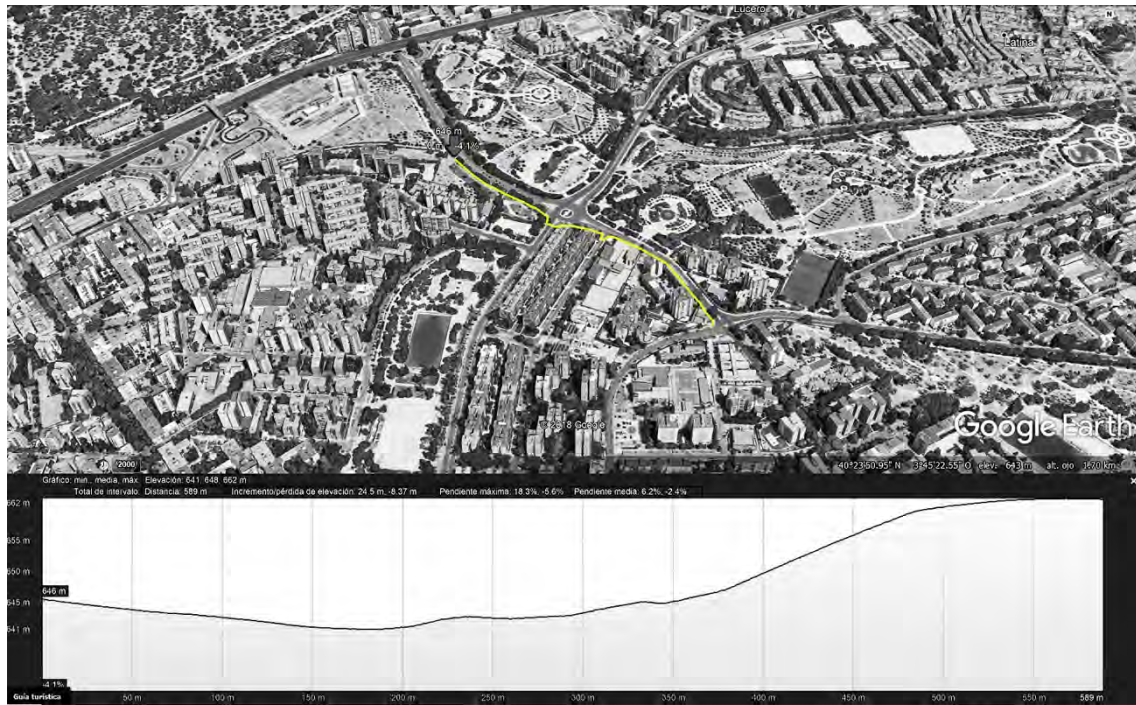 Lucero
N
Latina
646 m
-4.1%
2018 Google
Google Earth
2000
40°23'50.95" N 3°45'22.55" O elev. 643 m alt. ojo 1.70 km
Gráfico: mín., media, máx. Elevación: 641, 648, 662 m
Total de intervalo: Distancia: 589 m Incremento/pérdida de elevación: 24.5 m, -8.37 m Pendiente máxima: 18.3%, -5.6% Pendiente media: 6.2%, -2.4%
662 m
655 m
650 m
646 m
645 m
641 m
-4.1%
Guía turística 50 m 100 m 150 m 200 m 250 m 300 m 350 m 400 m 450 m 500 m 550 m 589 m